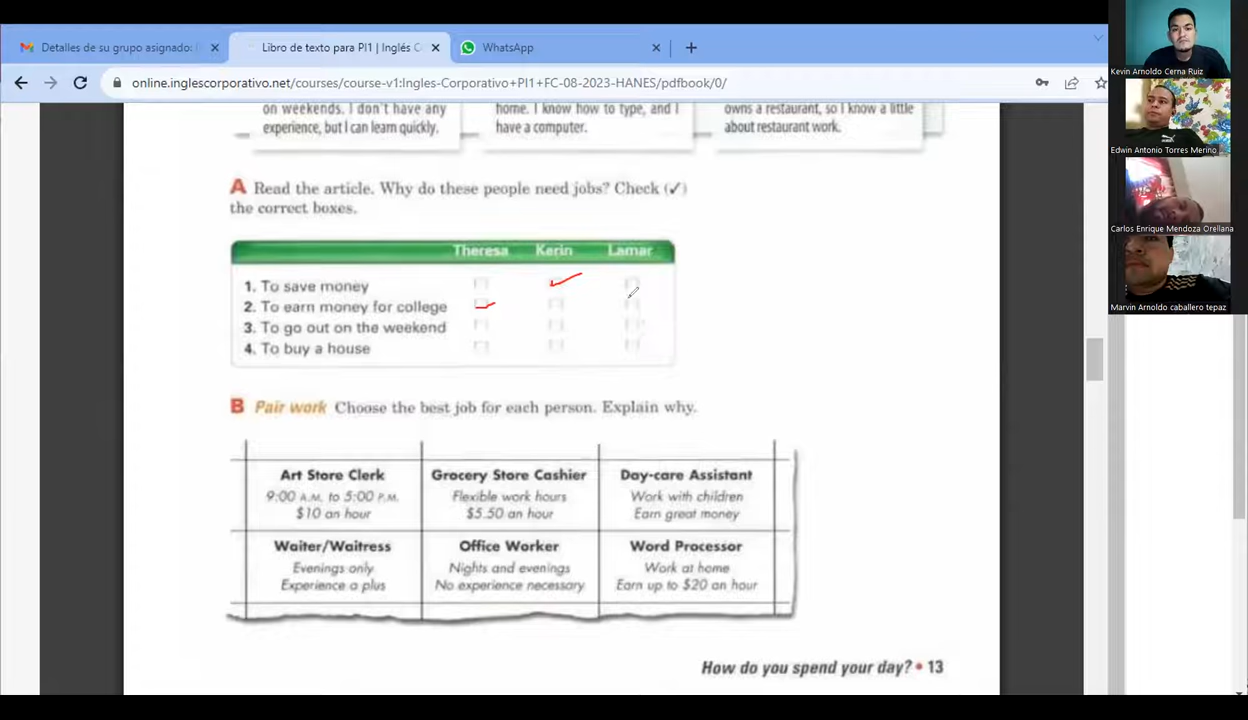 Detalles de su grupo asignado:
Libro de texto para PI1 | Inglés C
WhatsApp
online.inglescorporativo.net/courses/course-v1:Ingles-Corporativo+PI1+FC-08-2023-HANES/pdfbook/0/
on weekends. I don't have any
experience, but I can learn quickly.
home. I know how to type, and I
have a computer.
owns a restaurant, so I know a little
about restaurant work.
A Read the article. Why do these people need jobs? Check (✓)
the correct boxes.
Theresa Kerin Lamar
1. To save money
2. To earn money for college
3. To go out on the weekend
4. To buy a house
B Pair work Choose the best job for each person. Explain why.
Art Store Clerk
9:00 A.M. to 5:00 P.M.
$10 an hour
Grocery Store Cashier
Flexible work hours
$5.50 an hour
Day-care Assistant
Work with children
Earn great money
Waiter/Waitress
Evenings only
Experience a plus
Office Worker
Nights and evenings
No experience necessary
Word Processor
Work at home
Earn up to $20 an hour
How do you spend your day? • 13
Kevin Arnoldo Cerna Ruiz
Edwin Antonio Torres Merino
Carlos Enrique Mendoza Orellana
Marvin Arnoldo caballero tepaz